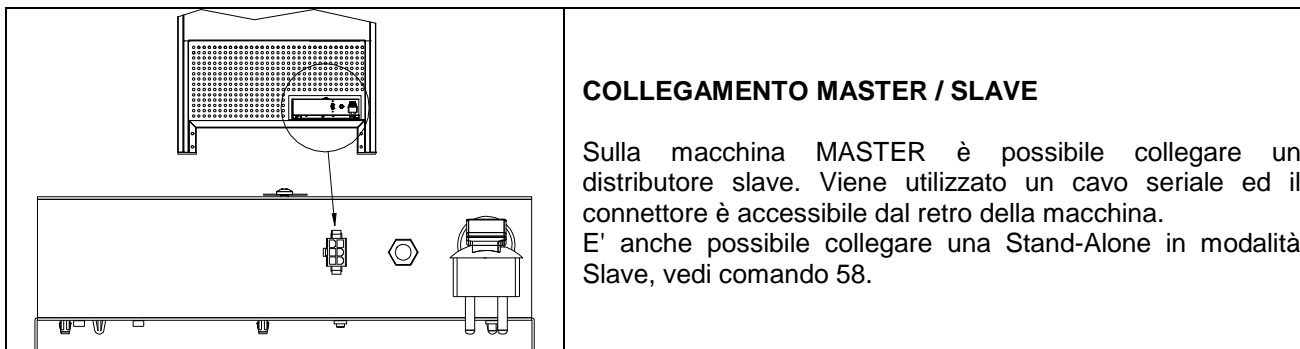 COLLEGAMENTO MASTER / SLAVE
Sulla macchina MASTER è possibile collegare un
distributore slave. Viene utilizzato un cavo seriale ed il
connettore è accessibile dal retro della macchina.
E' anche possibile collegare una Stand-Alone in modalità
Slave, vedi comando 58.